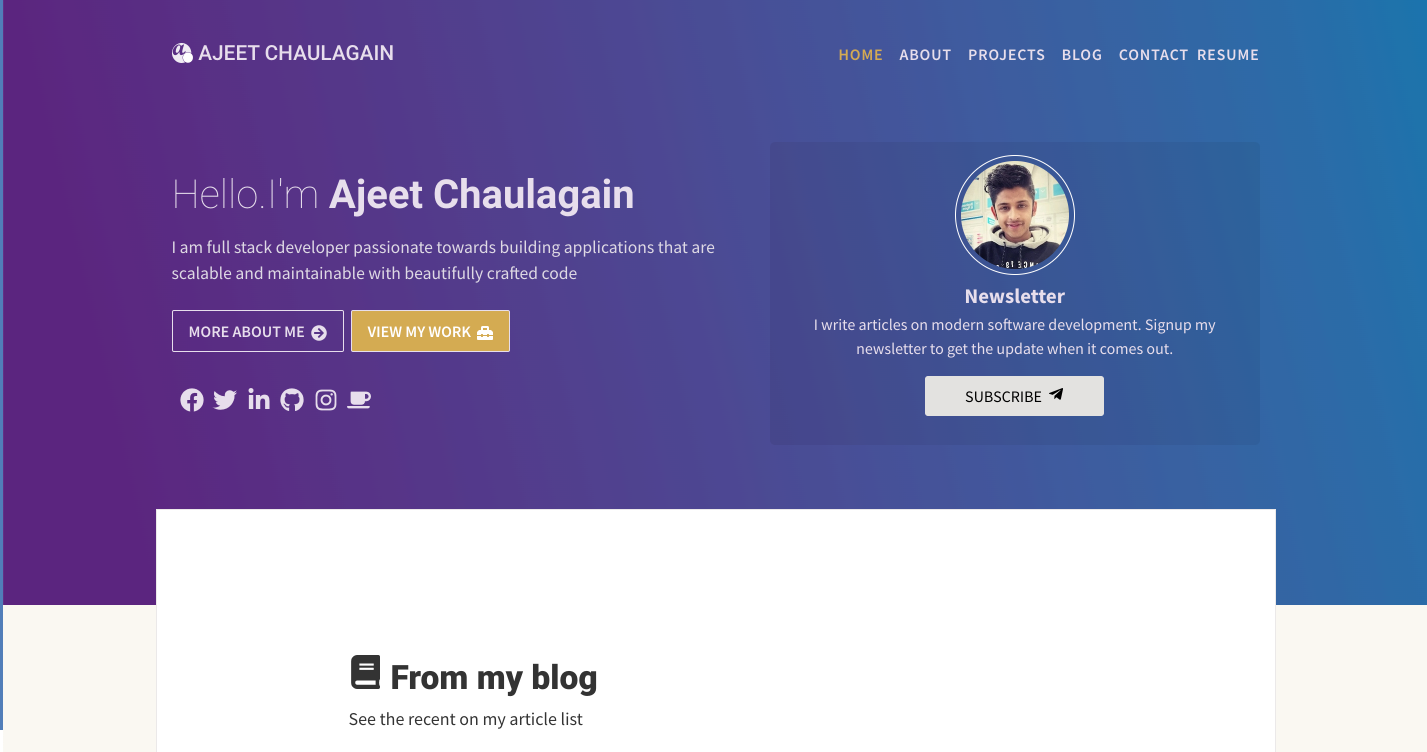 AJEET CHAULAGAIN
HOME ABOUT PROJECTS BLOG CONTACT RESUME
Hello.I'm Ajeet Chaulagain
I am full stack developer passionate towards building applications that are
scalable and maintainable with beautifully crafted code
MORE ABOUT ME
VIEW MY WORK
Newsletter
I write articles on modern software development. Signup my
newsletter to get the update when it comes out.
SUBSCRIBE
From my blog
See the recent on my article list